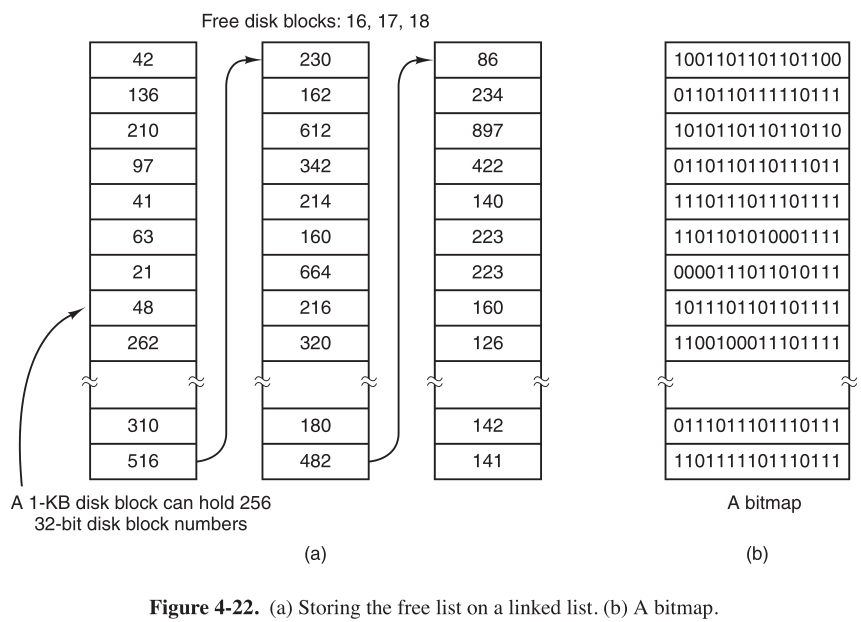 Free disk blocks: 16, 17, 18
42 230 86 1001101101101100
136 162 234 0110110111110111
210 612 897 1010110110110110
97 342 422 0110110110111011
41 214 140 1110111011101111
63 160 223 1101101010001111
21 664 223 0000111011010111
48 216 160 1011101101101111
262 320 126 1100100011101111
310 180 142 0111011101110111
516 482 141 1101111101110111
A 1-KB disk block can hold 256
32-bit disk block numbers
A bitmap
(a) (b)
Figure 4-22. (a) Storing the free list on a linked list. (b) A bitmap.